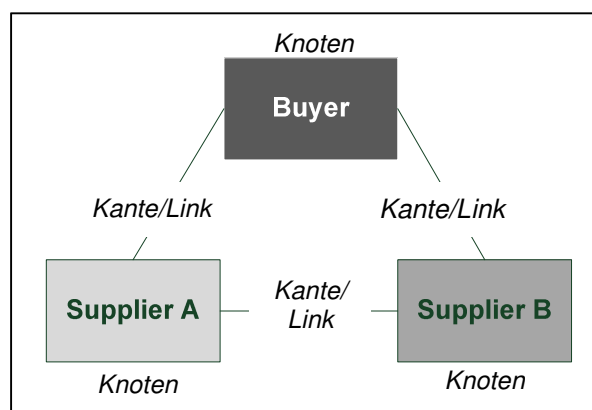 Knoten
Buyer
Kante/Link
Kante/Link
Supplier A
Kante/
Link
Supplier B
Knoten
Knoten